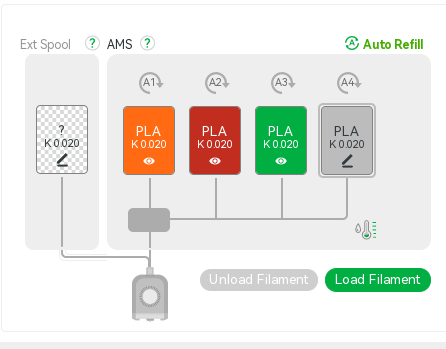 Ext Spool ? AMS ? A Auto Refill
A1 A2 A3 A4
? PLA PLA PLA PLA
K 0.020 K 0.020 K 0.020 K 0.020 K 0.020
Unload Filament Load Filament